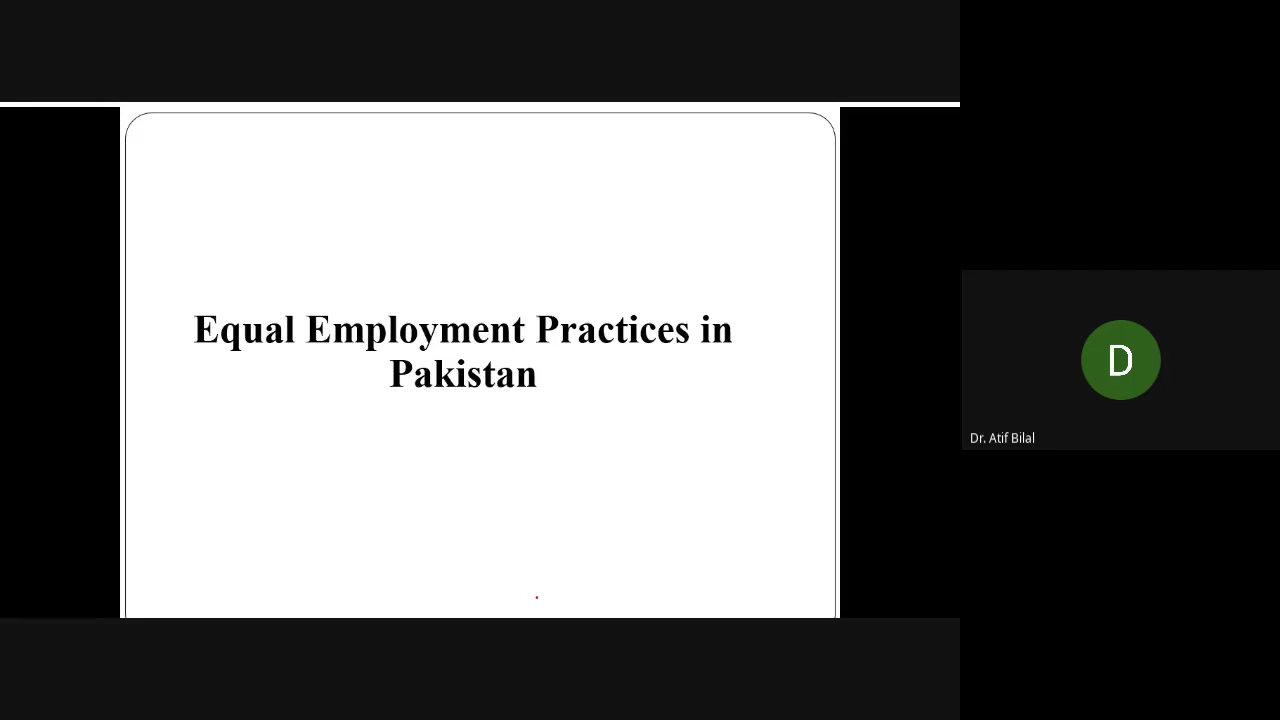 Equal Employment Practices in
Pakistan
D
Dr. Atif Bilal